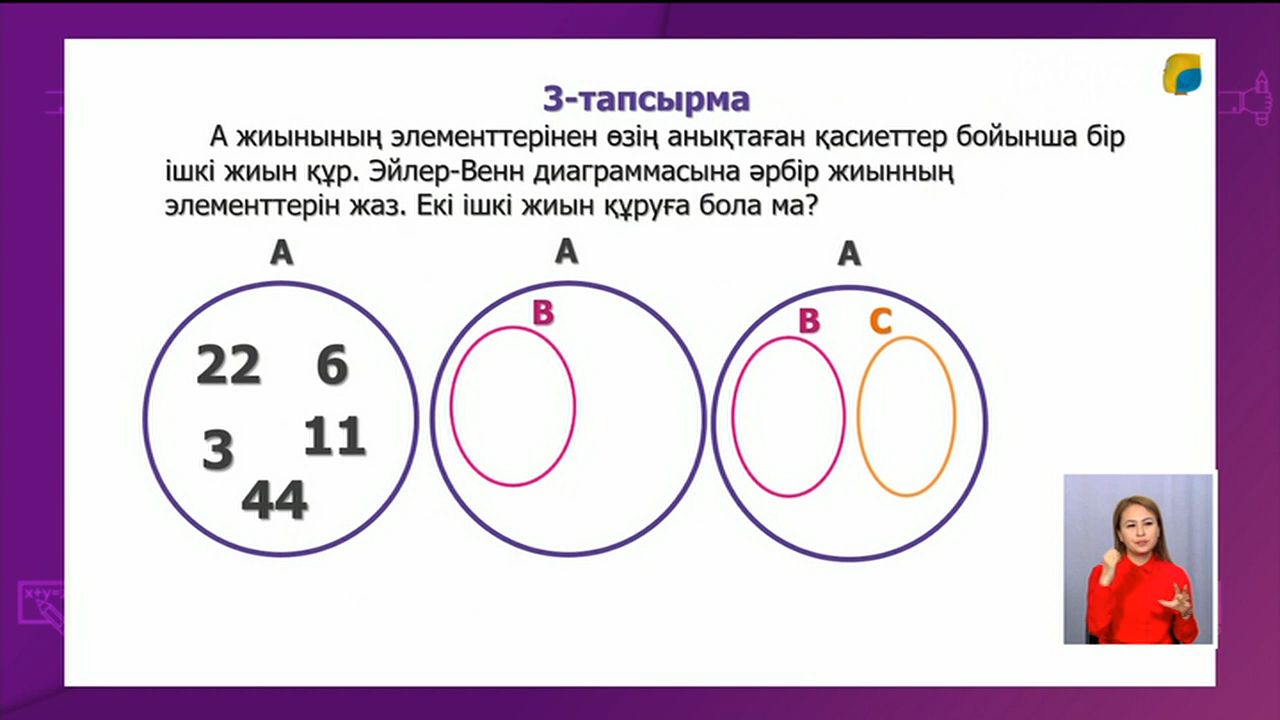 3-тапсырма
А жиынының элементтерінен өзің анықтаған қасиеттер бойынша бір
ішкі жиын құр. Эйлер-Венн диаграммасына әрбір жиынның
элементтерін жаз. Екі ішкі жиын құруға бола ма?
А А А
В В С
22 6
3 11
44
x+y=